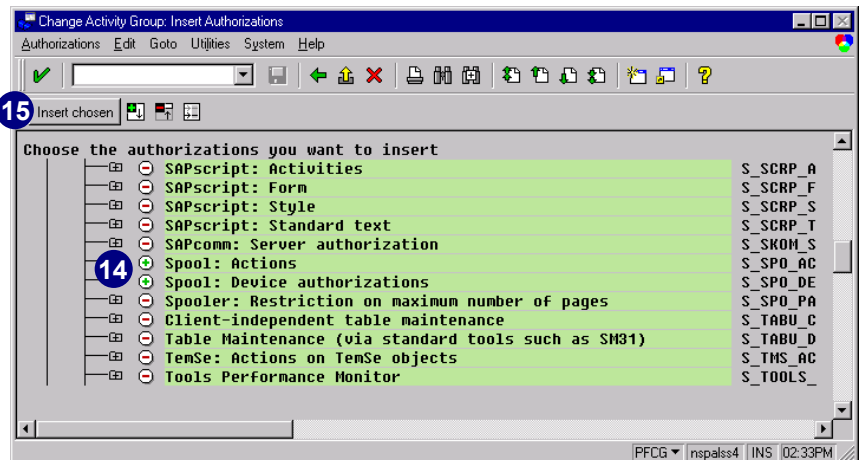 Change Activity Group: Insert Authorizations
Authorizations Edit Goto Utilities System Help
15 Insert chosen
Choose the authorizations you want to insert
SAPscript: Activities S_SCRP_A
SAPscript: Form S_SCRP_F
SAPscript: Style S_SCRP_S
SAPscript: Standard text S_SCRP_T
SAPcomm: Server authorization S_SKOM_S
14 Spool: Actions S_SPO_AC
Spool: Device authorizations S_SPO_DE
Spooler: Restriction on maximum number of pages S_SPO_PA
Client-independent table maintenance S_TABU_C
Table Maintenance (via standard tools such as SM31) S_TABU_D
TemSe: Actions on TemSe objects S_TMS_AC
Tools Performance Monitor S_TOOLS_
PFCG nspalss4 INS 02:33PM